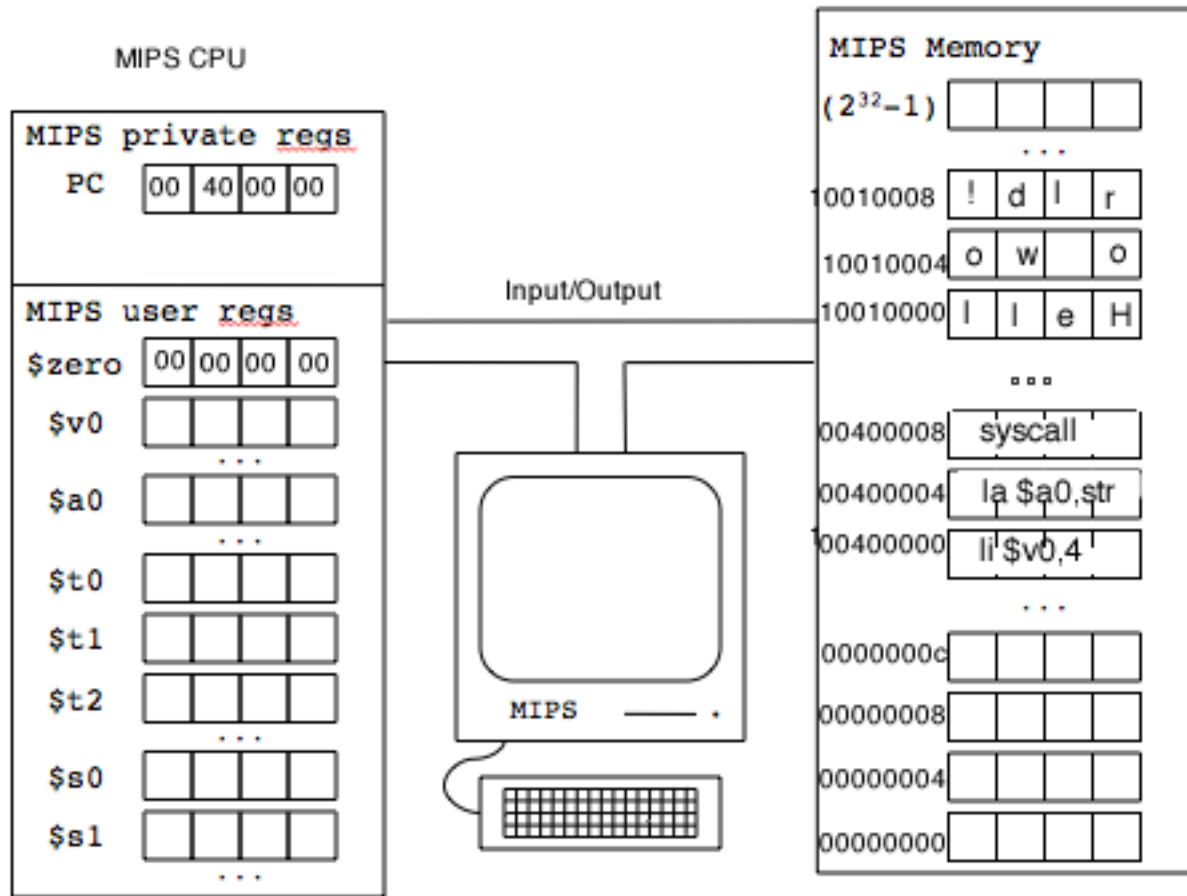 MIPS CPU
MIPS private regs
PC 00 40 00 00
MIPS user regs
$zero 00 00 00 00
$v0
...
$a0
...
$t0
$t1
$t2
...
$s0
$s1
...
Input/Output
MIPS
MIPS Memory
(2³²-1)
...
10010008 ! d l r
10010004 o w o
10010000 l l e H
...
00400008 syscall
00400004 la $a0,str
00400000 li $v0,4
...
0000000c
00000008
00000004
00000000